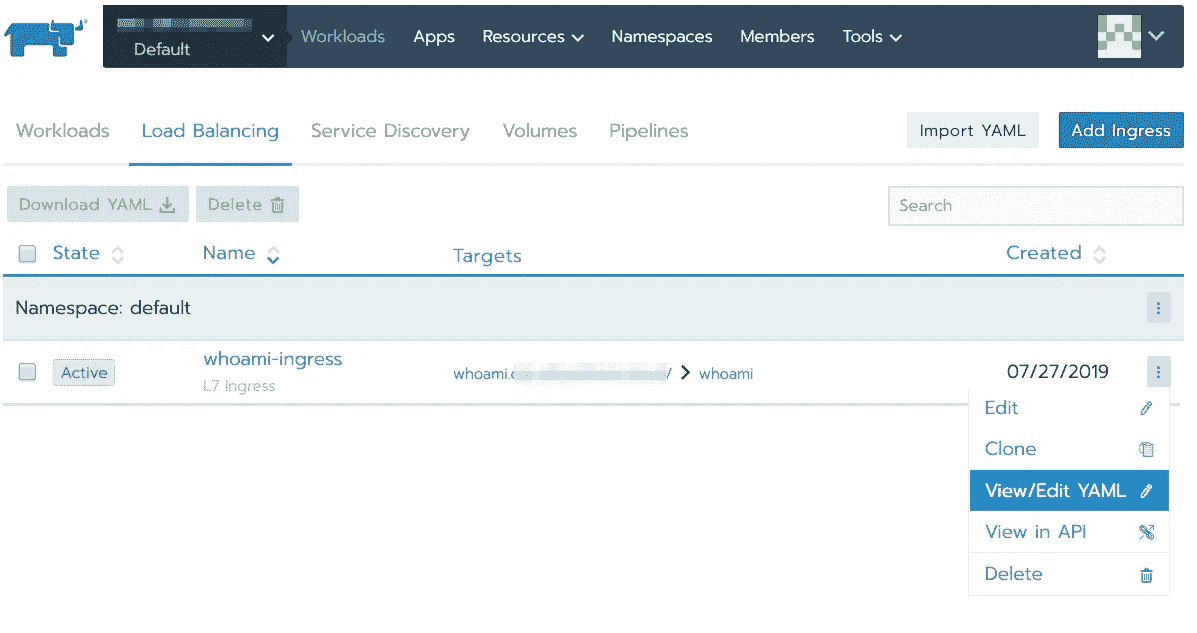 Default
Workloads Apps Resources Namespaces Members Tools
Workloads Load Balancing Service Discovery Volumes Pipelines Import YAML Add Ingress
Download YAML Delete Search
State Name Targets Created
Namespace: default
Active whoami-ingress whoami. / whoami 07/27/2019
L7 Ingress
Edit
Clone
View/Edit YAML
View in API
Delete